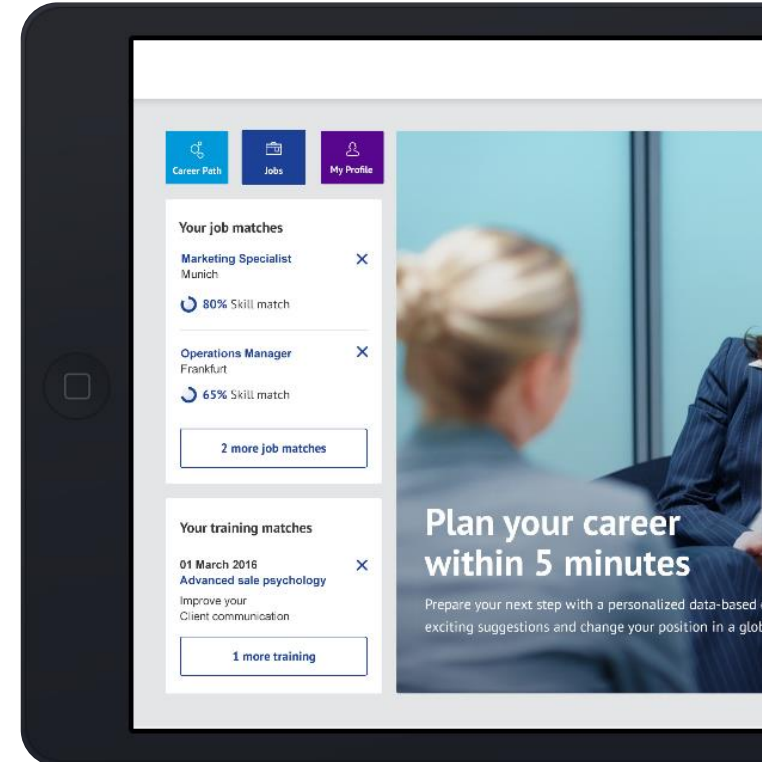 Career Path
Jobs
My Profile
Your job matches
Marketing Specialist
Munich
80% Skill match
Operations Manager
Frankfurt
65% Skill match
2 more job matches
Your training matches
01 March 2016
Advanced sale psychology
Improve your
Client communication
1 more training
Plan your career
within 5 minutes
Prepare your next step with a personalized data-based
exciting suggestions and change your position in a